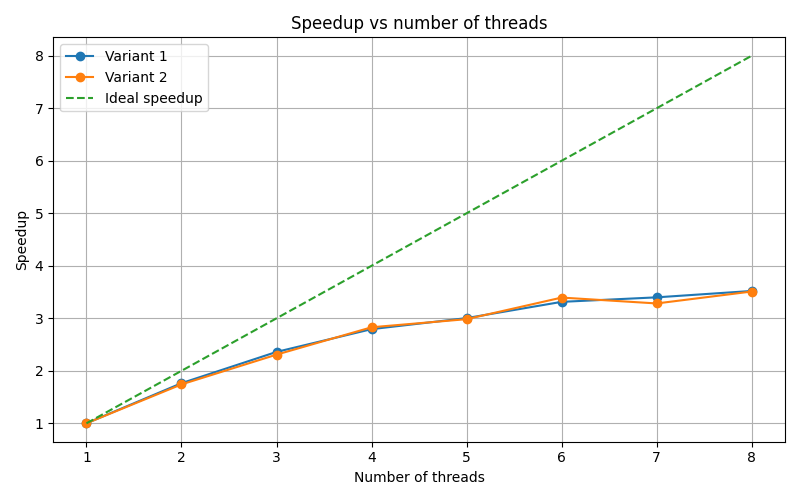 Speedup vs number of threads
Variant 1
Variant 2
Ideal speedup
8
7
6
5
4
3
2
1
Speedup
1 2 3 4 5 6 7 8
Number of threads